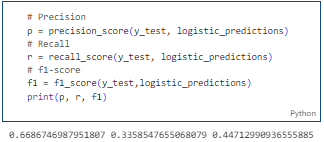 # Precision
p = precision_score(y_test, logistic_predictions)
# Recall
r = recall_score(y_test, logistic_predictions)
# f1-score
f1 = f1_score(y_test,logistic_predictions)
print(p, r, f1)
Python
0.6686746987951807 0.3358547655068079 0.44712990936555885